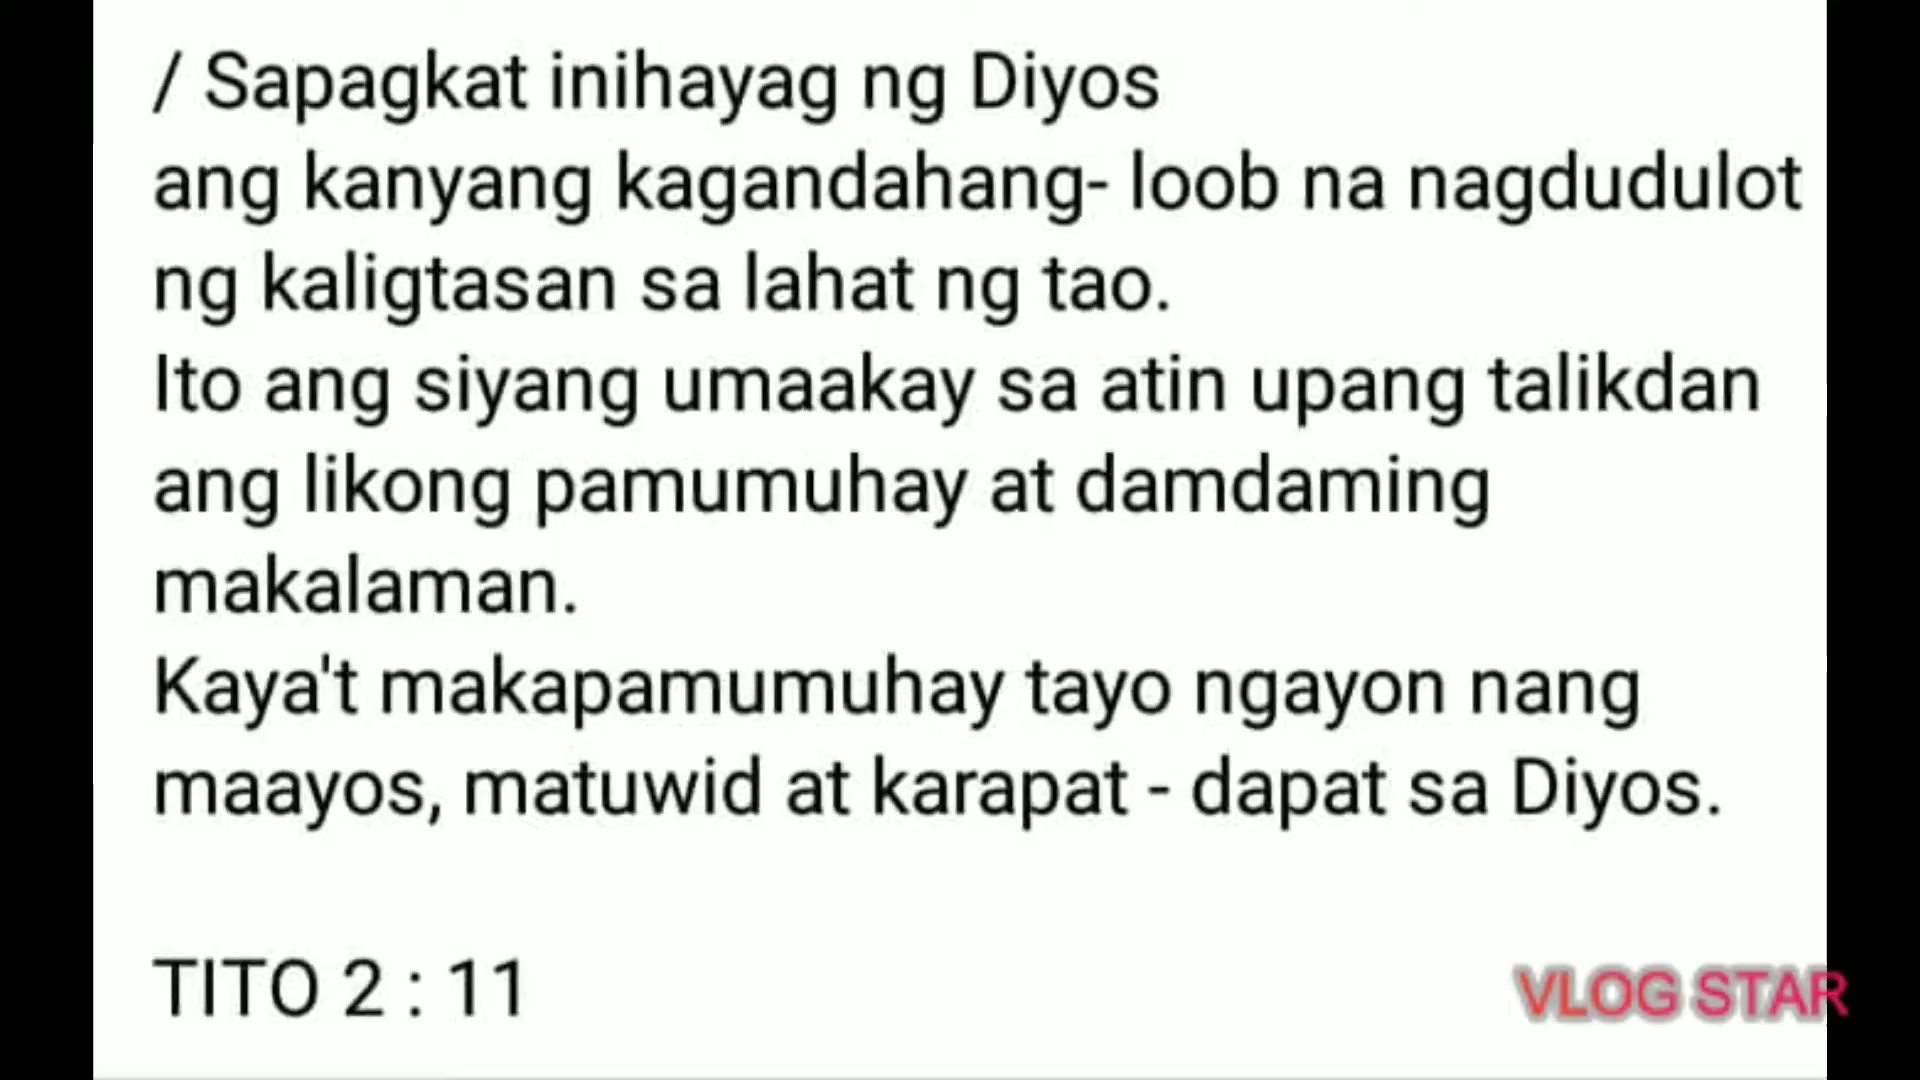 / Sapagkat inihayag ng Diyos
ang kanyang kagandahang- loob na nagdudulot
ng kaligtasan sa lahat ng tao.
Ito ang siyang umaakay sa atin upang talikdan
ang likong pamumuhay at damdaming
makalaman.
Kaya't makapamumuhay tayo ngayon nang
maayos, matuwid at karapat - dapat sa Diyos.
TITO 2 : 11
VLOG STAR